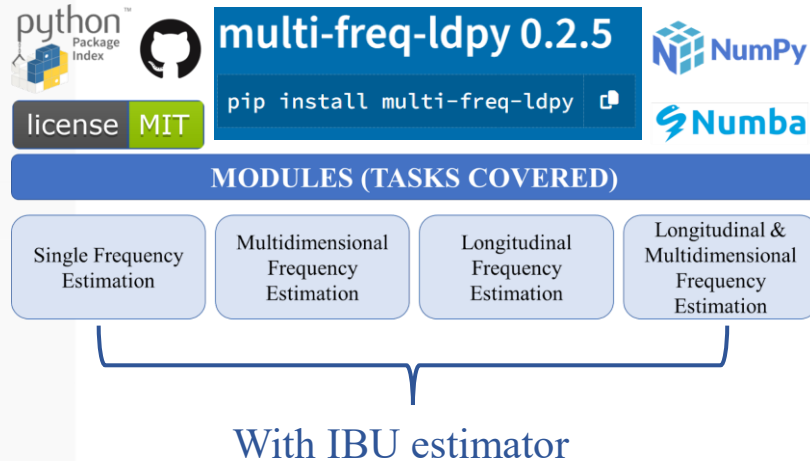 python™
Package
Index
multi-freq-ldpy 0.2.5
pip install multi-freq-ldpy
NumPy
license MIT
Numba
MODULES (TASKS COVERED)
Single Frequency
Estimation
Multidimensional
Frequency
Estimation
Longitudinal
Frequency
Estimation
Longitudinal &
Multidimensional
Frequency
Estimation
With IBU estimator